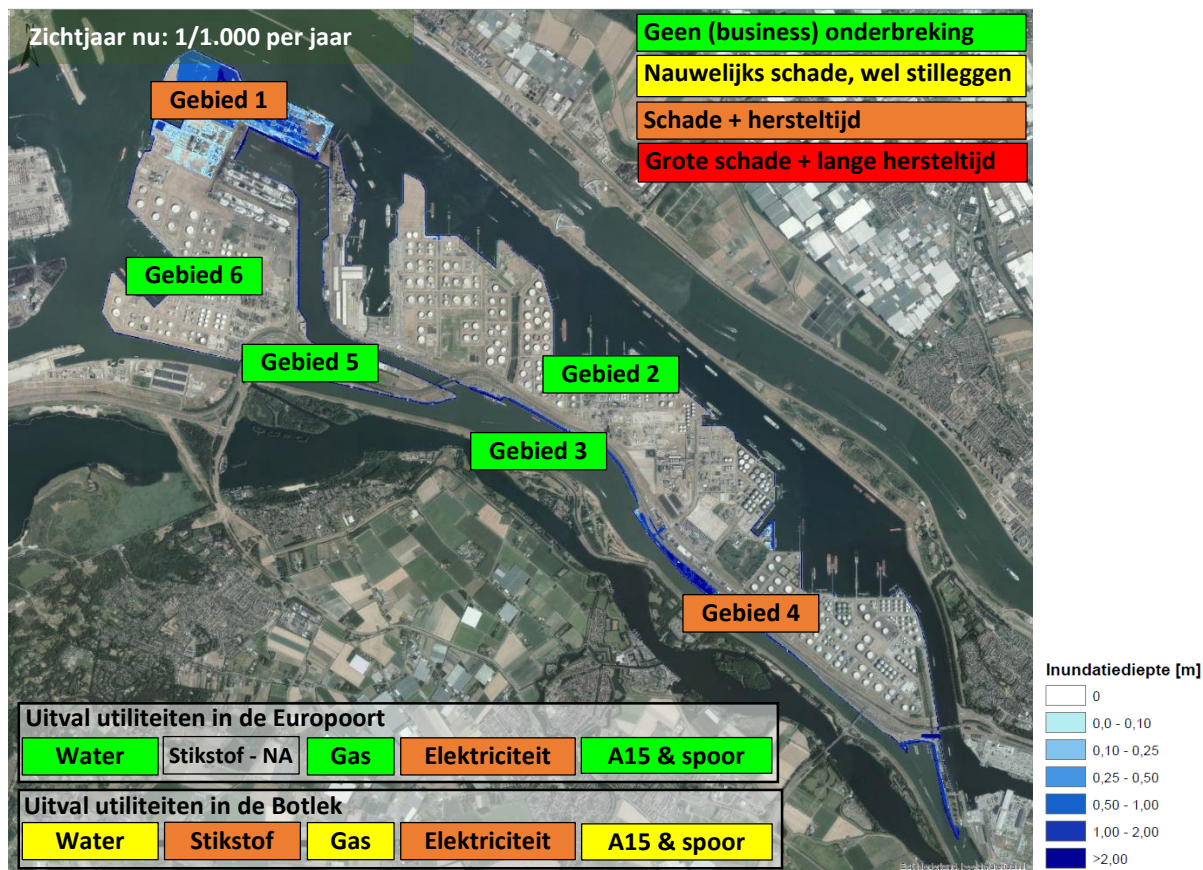 Zichtjaar nu: 1/1.000 per jaar
Geen (business) onderbreking
Nauwelijks schade, wel stilleggen
Schade + hersteltijd
Grote schade + lange hersteltijd
Gebied 1
Gebied 6
Gebied 5
Gebied 2
Gebied 3
Gebied 4
Inundatiediepte [m]
0
0,0 - 0,10
0,10 - 0,25
0,25 - 0,50
0,50 - 1,00
1,00 - 2,00
>2,00
Uitval utiliteiten in de Europoort
Water Stikstof - NA Gas Elektriciteit A15 & spoor
Uitval utiliteiten in de Botlek
Water Stikstof Gas Elektriciteit A15 & spoor